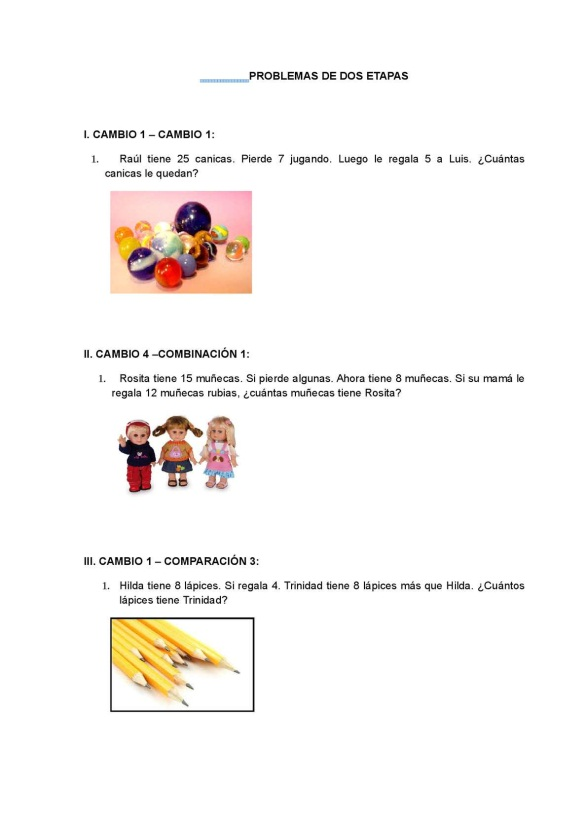 PROBLEMAS DE DOS ETAPAS
I. CAMBIO 1 – CAMBIO 1:
1. Raúl tiene 25 canicas. Pierde 7 jugando. Luego le regala 5 a Luis. ¿Cuántas
canicas le quedan?
II. CAMBIO 4 –COMBINACIÓN 1:
1. Rosita tiene 15 muñecas. Si pierde algunas. Ahora tiene 8 muñecas. Si su mamá le
regala 12 muñecas rubias, ¿cuántas muñecas tiene Rosita?
III. CAMBIO 1 – COMPARACIÓN 3:
1. Hilda tiene 8 lápices. Si regala 4. Trinidad tiene 8 lápices más que Hilda. ¿Cuántos
lápices tiene Trinidad?